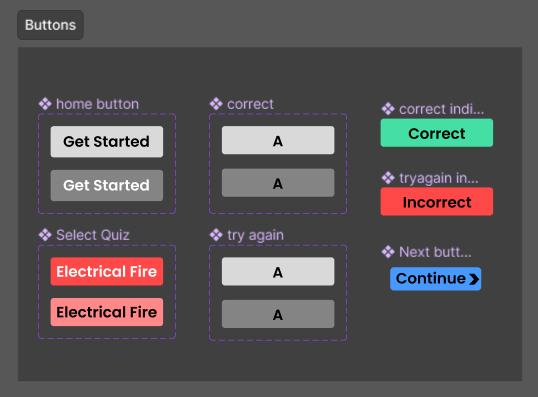 Buttons
home button
Get Started
Get Started
correct
A
A
correct indi...
Correct
tryagain in...
Incorrect
Select Quiz
Electrical Fire
Electrical Fire
try again
A
A
Next butt...
Continue